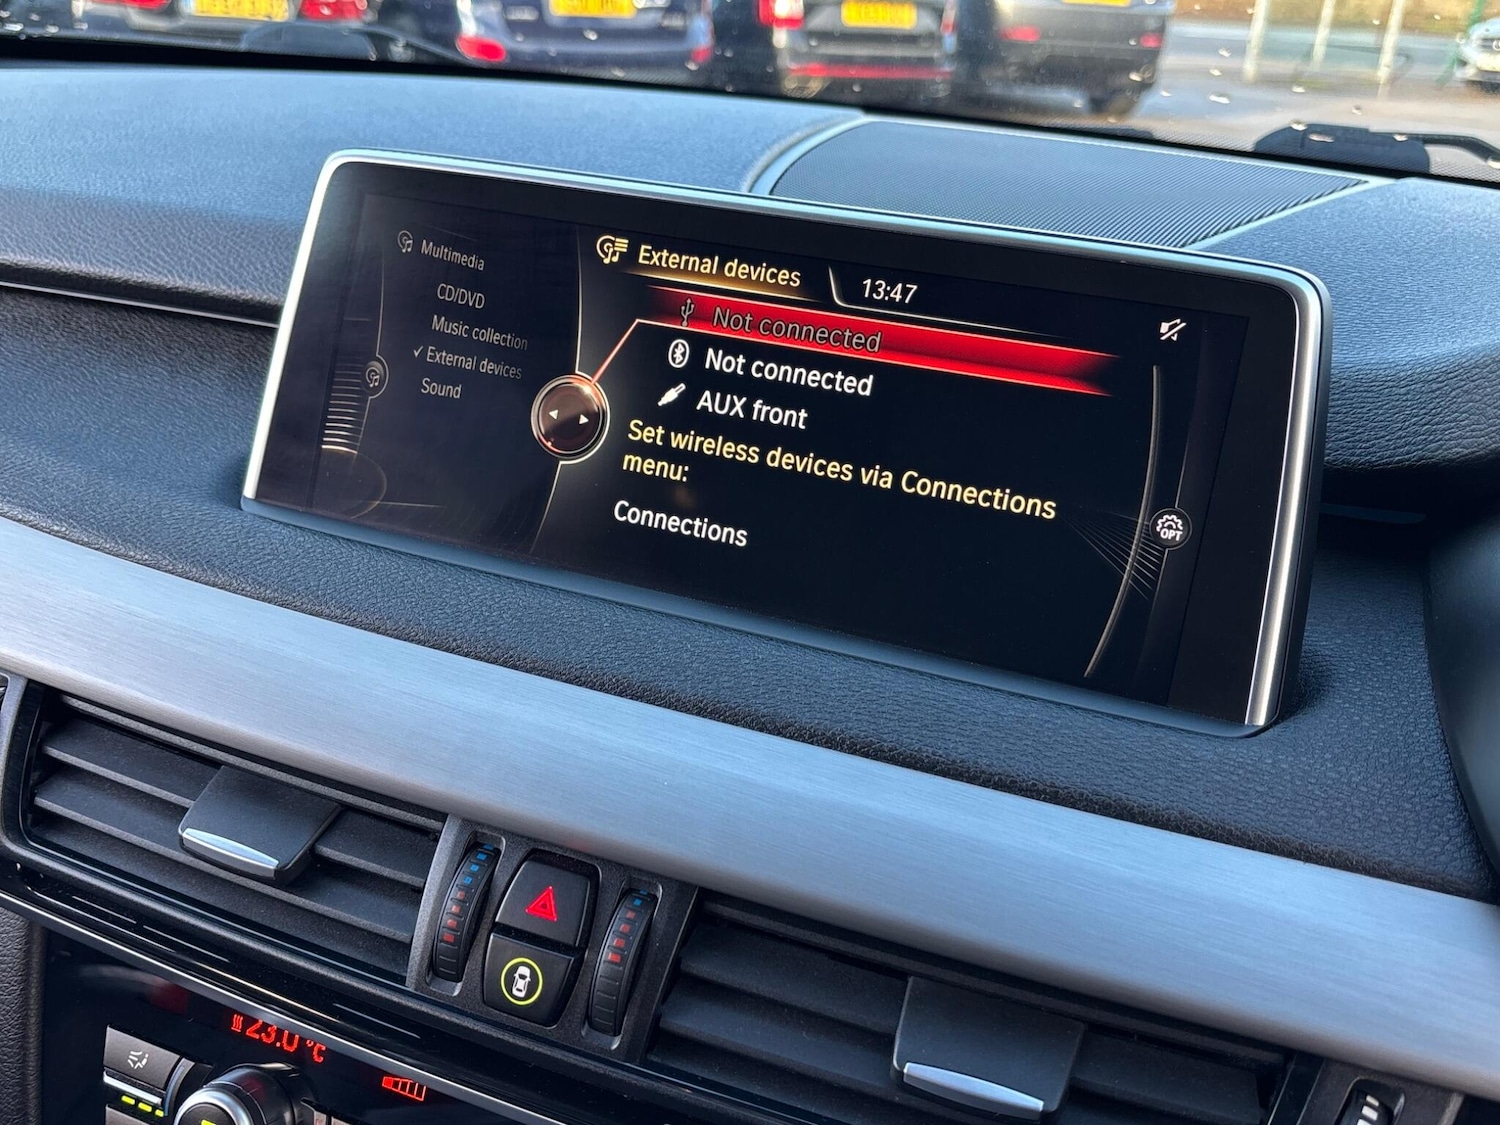 Multimedia
CD/DVD
Music collection
✓ External devices
Sound
External devices
13:47
Not connected
Not connected
AUX front
Set wireless devices via Connections
menu:
Connections
OPT
23.0 °C